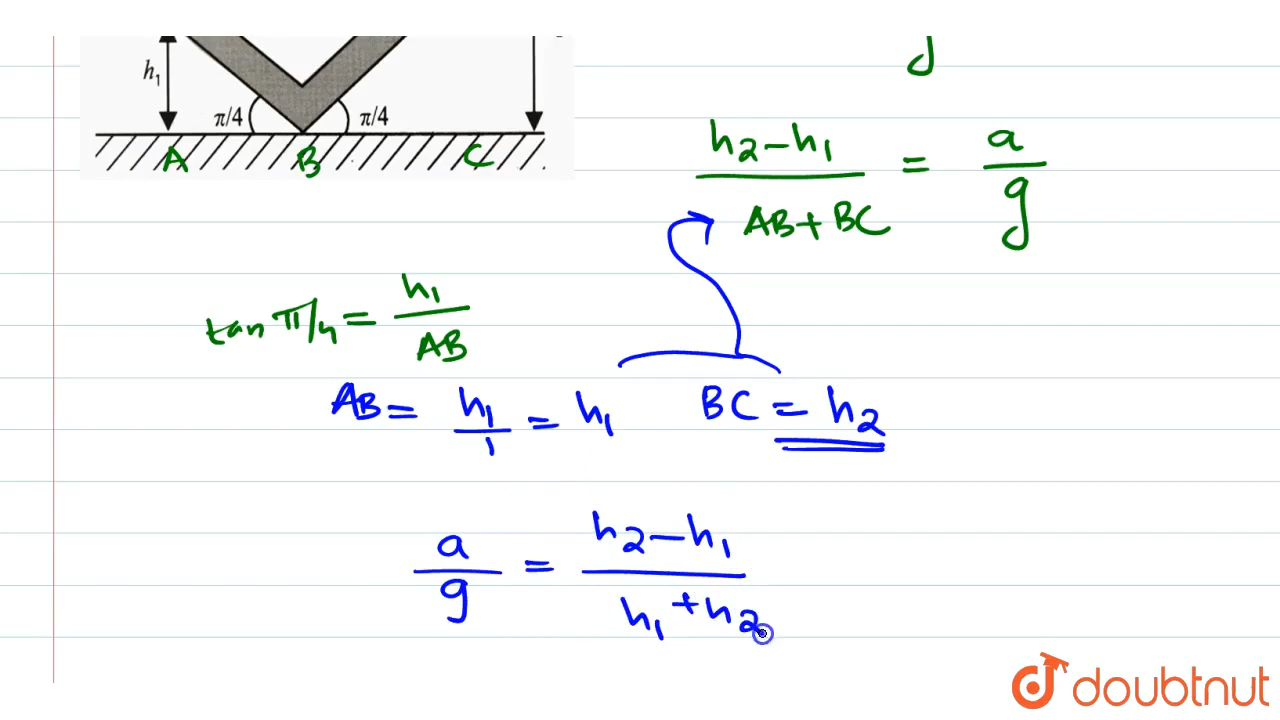 h₁
π/4 π/4
A B C
g
h₂ – h₁ / AB + BC = a / g
tan π/4 = h₁ / AB
AB = h₁ / 1 = h₁ BC = h₂
a / g = h₂ – h₁ / h₁ + h₂
doubtnut